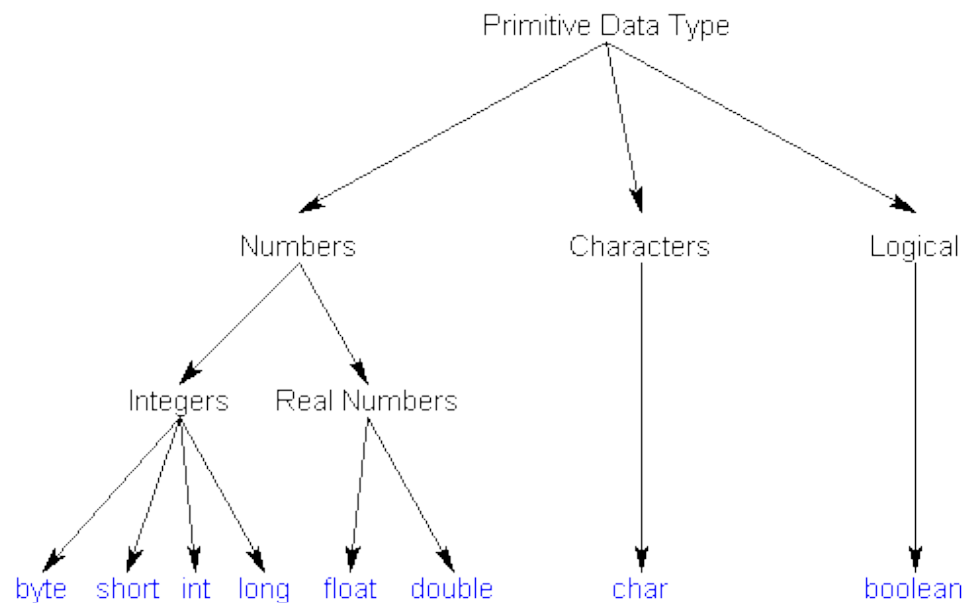 Primitive Data Type
Numbers Characters Logical
Integers Real Numbers
byte short int long float double char boolean